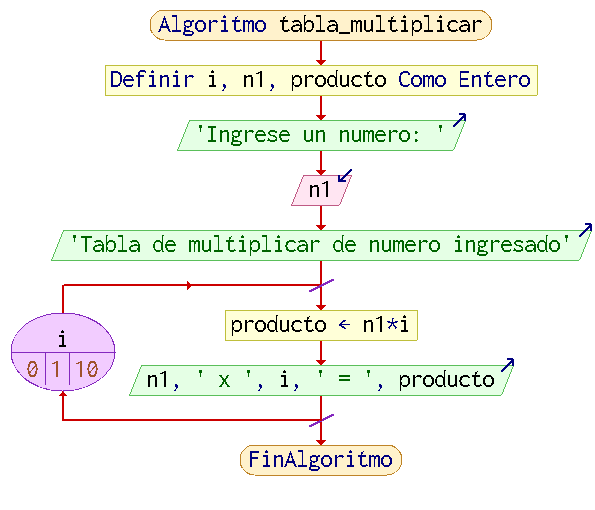 Algoritmo tabla_multiplicar
Definir i, n1, producto Como Entero
'Ingrese un numero: '
n1
'Tabla de multiplicar de numero ingresado'
producto ← n1*i
i
0 1 10
n1, ' x ', i, ' = ', producto
FinAlgoritmo